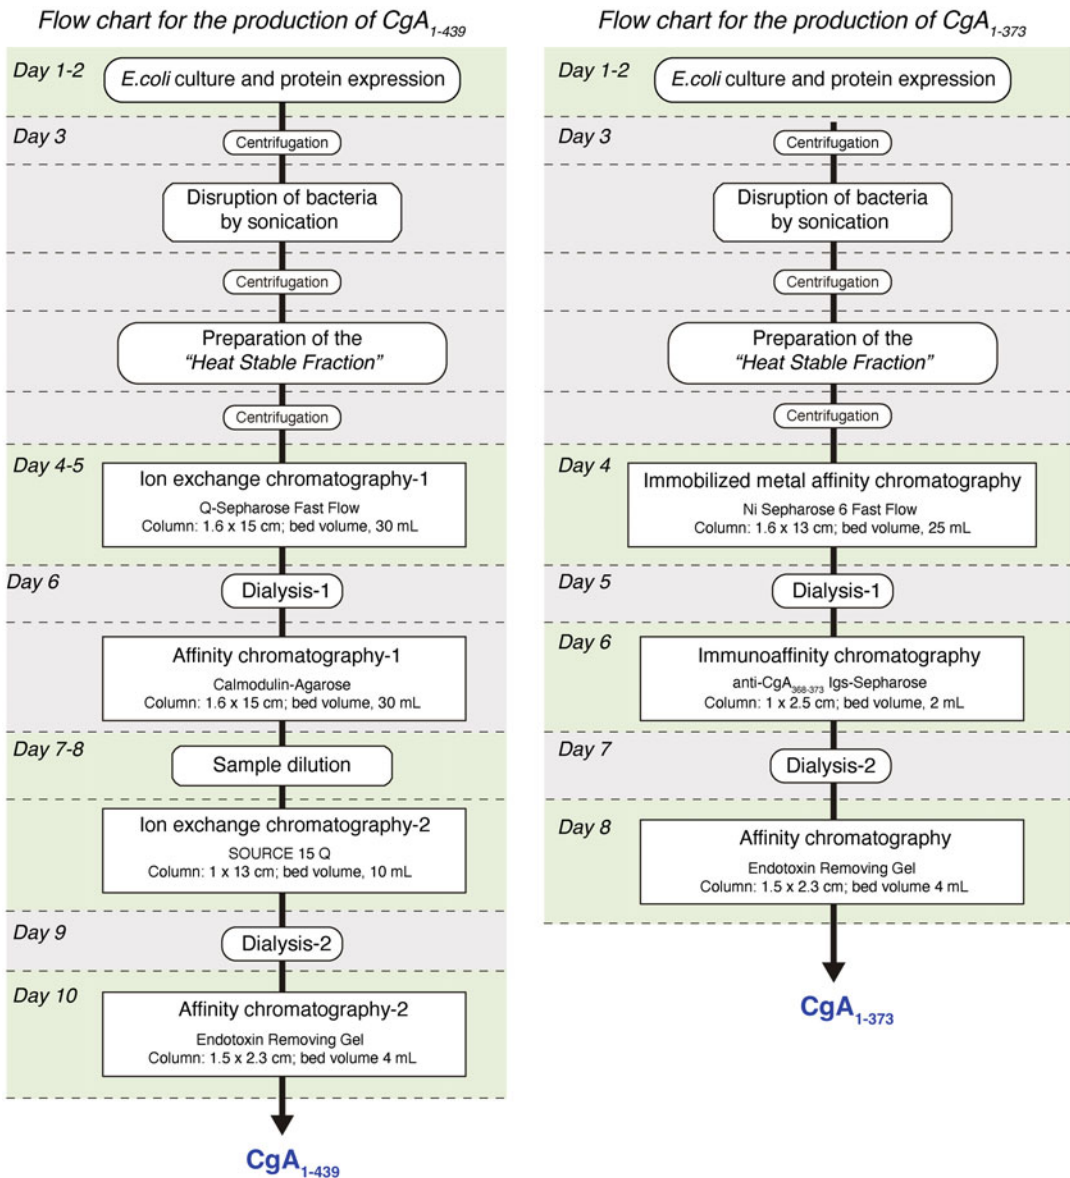 Flow chart for the production of CgA1-439
Day 1-2
E.coli culture and protein expression
Day 3
Centrifugation
Disruption of bacteria
by sonication
Centrifugation
Preparation of the
“Heat Stable Fraction”
Centrifugation
Day 4-5
Ion exchange chromatography-1
Q-Sepharose Fast Flow
Column: 1.6 x 15 cm; bed volume, 30 mL
Day 6
Dialysis-1
Affinity chromatography-1
Calmodulin-Agarose
Column: 1.6 x 15 cm; bed volume, 30 mL
Day 7-8
Sample dilution
Ion exchange chromatography-2
SOURCE 15 Q
Column: 1 x 13 cm; bed volume, 10 mL
Day 9
Dialysis-2
Day 10
Affinity chromatography-2
Endotoxin Removing Gel
Column: 1.5 x 2.3 cm; bed volume 4 mL
CgA1-439
Flow chart for the production of CgA1-373
Day 1-2
E.coli culture and protein expression
Day 3
Centrifugation
Disruption of bacteria
by sonication
Centrifugation
Preparation of the
“Heat Stable Fraction”
Centrifugation
Day 4
Immobilized metal affinity chromatography
Ni Sepharose 6 Fast Flow
Column: 1.6 x 13 cm; bed volume, 25 mL
Day 5
Dialysis-1
Day 6
Immunoaffinity chromatography
anti-CgA368-373 Igs-Sepharose
Column: 1 x 2.5 cm; bed volume, 2 mL
Day 7
Dialysis-2
Day 8
Affinity chromatography
Endotoxin Removing Gel
Column: 1.5 x 2.3 cm; bed volume 4 mL
CgA1-373